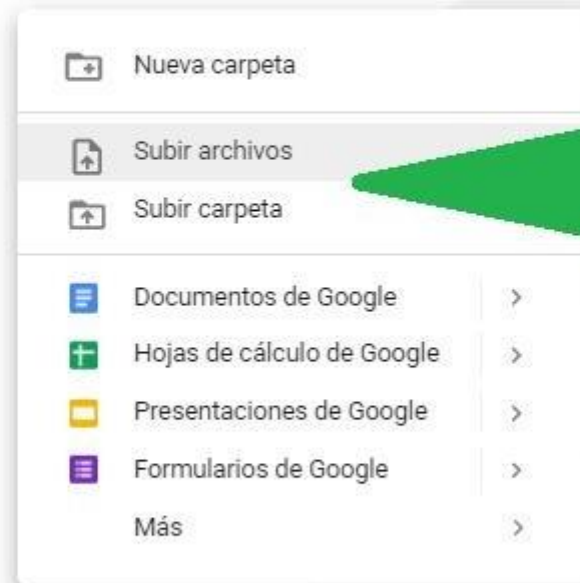 Nueva carpeta
Subir archivos
Subir carpeta
Documentos de Google
Hojas de cálculo de Google
Presentaciones de Google
Formularios de Google
Más